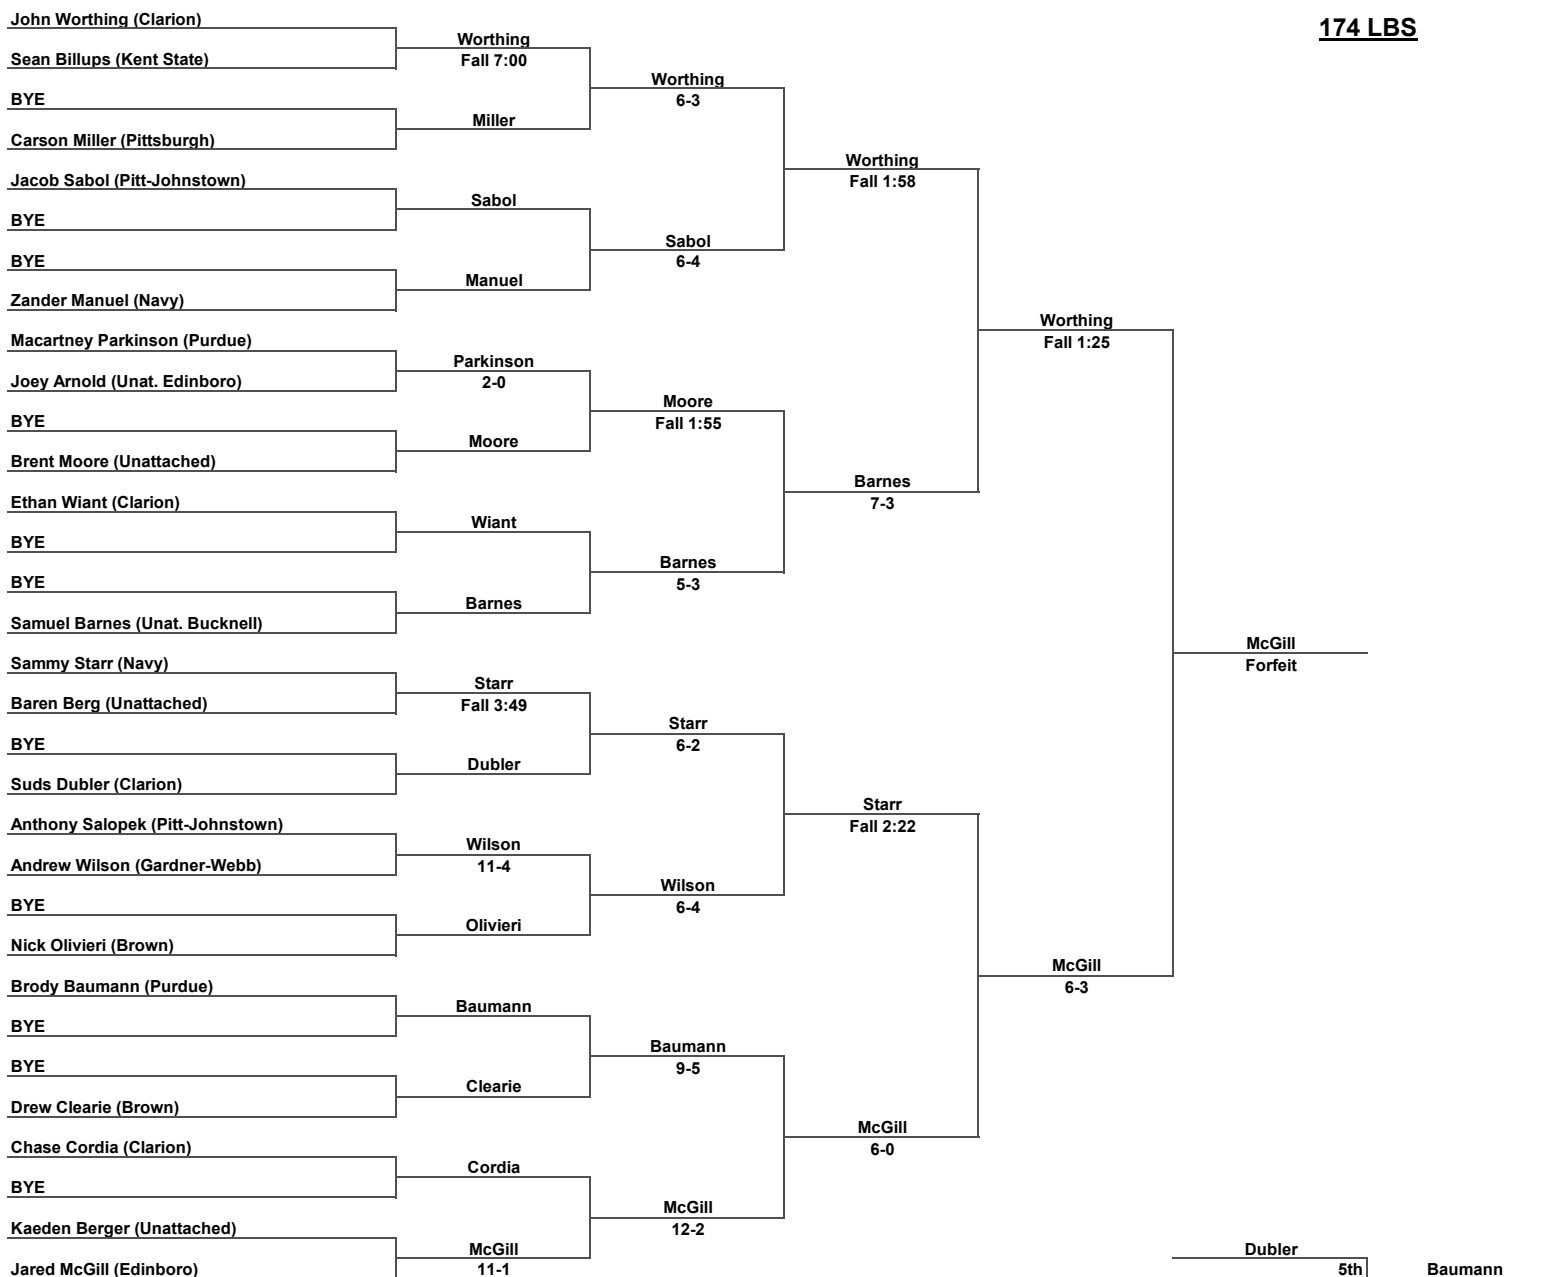 174 LBS
John Worthing (Clarion)
Sean Billups (Kent State)
BYE
Carson Miller (Pittsburgh)
Jacob Sabol (Pitt-Johnstown)
BYE
BYE
Zander Manuel (Navy)
Macartney Parkinson (Purdue)
Joey Arnold (Unat. Edinboro)
BYE
Brent Moore (Unattached)
Ethan Wiant (Clarion)
BYE
BYE
Samuel Barnes (Unat. Bucknell)
Sammy Starr (Navy)
Baren Berg (Unattached)
BYE
Suds Dubler (Clarion)
Anthony Salopek (Pitt-Johnstown)
Andrew Wilson (Gardner-Webb)
BYE
Nick Olivieri (Brown)
Brody Baumann (Purdue)
BYE
BYE
Drew Clearie (Brown)
Chase Cordia (Clarion)
BYE
Kaeden Berger (Unattached)
Jared McGill (Edinboro)
Worthing
Fall 7:00
Miller
Sabol
Manuel
Parkinson
2-0
Moore
Wiant
Barnes
Starr
Fall 3:49
Dubler
Wilson
11-4
Olivieri
Baumann
Clearie
Cordia
McGill
11-1
Worthing
6-3
Sabol
6-4
Moore
Fall 1:55
Barnes
5-3
Starr
6-2
Wilson
6-4
Baumann
9-5
McGill
12-2
Worthing
Fall 1:58
Barnes
7-3
Starr
Fall 2:22
McGill
6-0
Worthing
Fall 1:25
McGill
6-3
McGill
Forfeit
Dubler
5th
Baumann